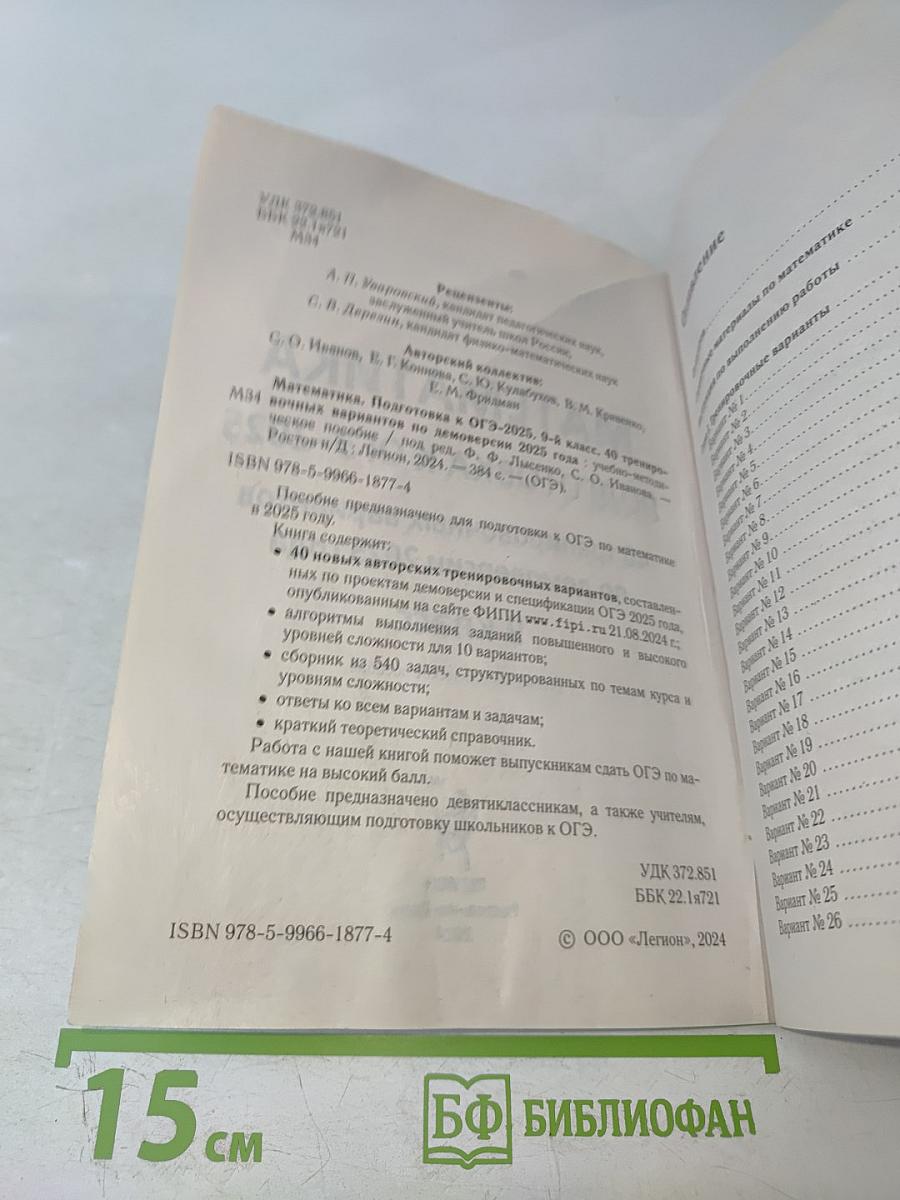 УДК 372.851
ББК 22.1я721
М34
Рецензенты:
А. П. Уваровский, кандидат педагогических наук,
заслуженный учитель школ России;
С. В. Дерезин, кандидат физико-математических наук
Авторский коллектив:
С. О. Иванов, Е. Г. Коннова, С. Ю. Кулабухов, В. М. Кривенко,
Е. М. Фридман
Математика. Подготовка к ОГЭ-2025. 9-й класс. 40 трениро-
М34 вочных вариантов по демоверсии 2025 года : учебно-методи-
ческое пособие / под ред. Ф. Ф. Лысенко, С. О. Иванова. —
Ростов н/Д : Легион, 2024. — 384 с. — (ОГЭ).
ISBN 978-5-9966-1877-4
Пособие предназначено для подготовки к ОГЭ по математике
в 2025 году.
Книга содержит:
• 40 новых авторских тренировочных вариантов, составлен-
ных по проектам демоверсии и спецификации ОГЭ 2025 года,
опубликованным на сайте ФИПИ www.fipi.ru 21.08.2024 г.;
• алгоритмы выполнения заданий повышенного и высокого
уровней сложности для 10 вариантов;
• сборник из 540 задач, структурированных по темам курса и
уровням сложности;
• ответы ко всем вариантам и задачам;
• краткий теоретический справочник.
Работа с нашей книгой поможет выпускникам сдать ОГЭ по ма-
тематике на высокий балл.
Пособие предназначено девятиклассникам, а также учителям,
осуществляющим подготовку школьников к ОГЭ.
УДК 372.851
ББК 22.1я721
ISBN 978-5-9966-1877-4
© ООО «Легион», 2024
материалы по математике
по выполнению работы
тренировочные варианты
Вариант № 1
Вариант № 2
Вариант № 3
Вариант № 4
Вариант № 5
Вариант № 6
Вариант № 7
Вариант № 8
Вариант № 9
Вариант № 10
Вариант № 11
Вариант № 12
Вариант № 13
Вариант № 14
Вариант № 15
Вариант № 16
Вариант № 17
Вариант № 18
Вариант № 19
Вариант № 20
Вариант № 21
Вариант № 22
Вариант № 23
Вариант № 24
Вариант № 25
Вариант № 26
15 см
БФ БИБЛИОФАН